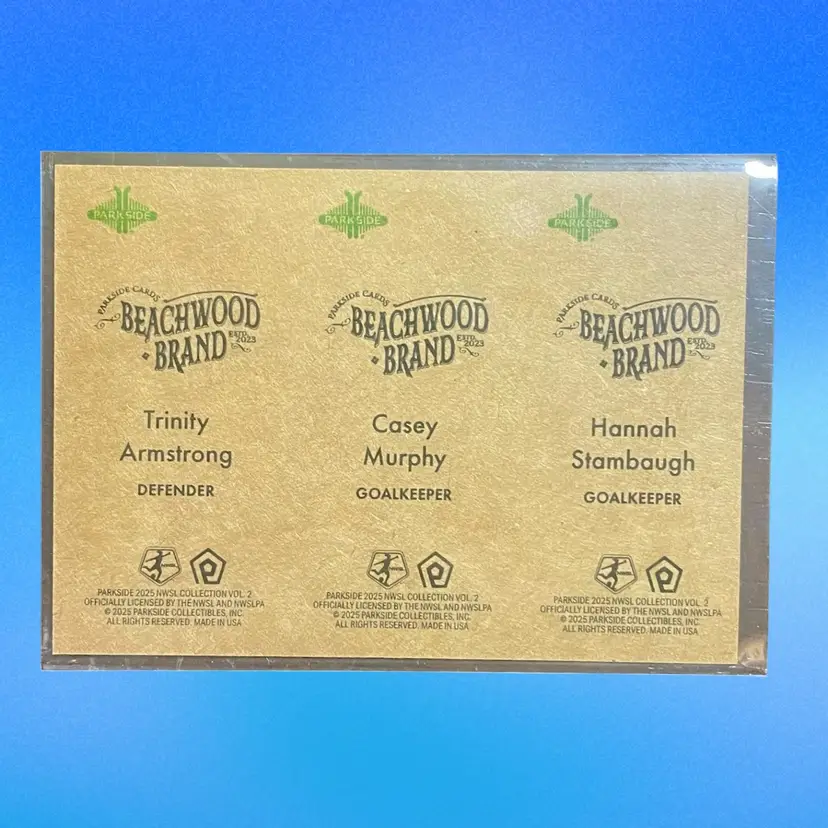 PARKSIDE
PARKSIDE CARDS
BEACHWOOD
BRAND
ESTD.
2023
Trinity
Armstrong
DEFENDER
PARKSIDE 2025 NWSL COLLECTION VOL. 2
OFFICIALLY LICENSED BY THE NWSL AND NWSLPA
© 2025 PARKSIDE COLLECTIBLES, INC.
ALL RIGHTS RESERVED. MADE IN USA
PARKSIDE
PARKSIDE CARDS
BEACHWOOD
BRAND
ESTD.
2023
Casey
Murphy
GOALKEEPER
PARKSIDE 2025 NWSL COLLECTION VOL. 2
OFFICIALLY LICENSED BY THE NWSL AND NWSLPA
© 2025 PARKSIDE COLLECTIBLES, INC.
ALL RIGHTS RESERVED. MADE IN USA
PARKSIDE
PARKSIDE CARDS
BEACHWOOD
BRAND
ESTD.
2023
Hannah
Stambaugh
GOALKEEPER
PARKSIDE 2025 NWSL COLLECTION VOL. 2
OFFICIALLY LICENSED BY THE NWSL AND NWSLPA
© 2025 PARKSIDE COLLECTIBLES, INC.
ALL RIGHTS RESERVED. MADE IN USA